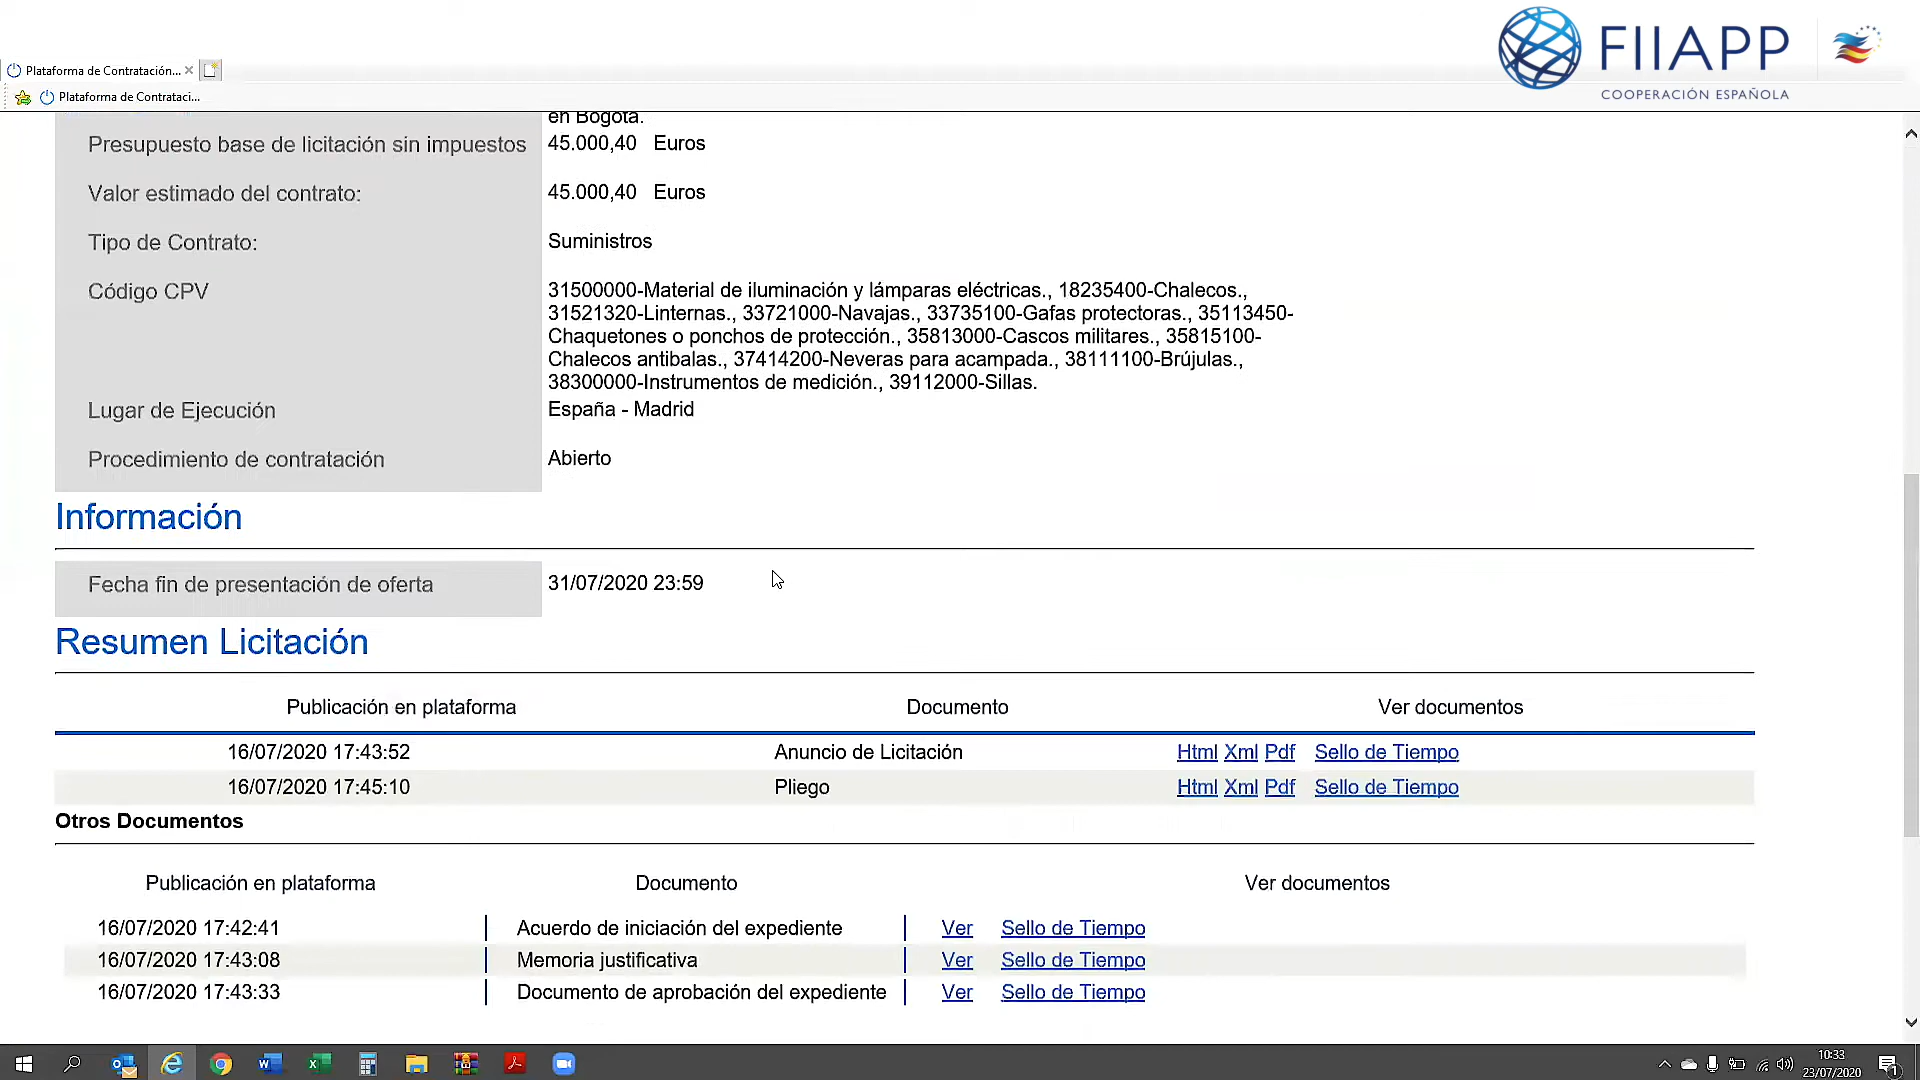 FIIAPP
COOPERACIÓN ESPAÑOLA
Plataforma de Contratación...
Plataforma de Contrataci...
en Bogotá.
Presupuesto base de licitación sin impuestos 45.000,40 Euros
Valor estimado del contrato: 45.000,40 Euros
Tipo de Contrato: Suministros
Código CPV 31500000-Material de iluminación y lámparas eléctricas., 18235400-Chalecos.,
31521320-Linternas., 33721000-Navajas., 33735100-Gafas protectoras., 35113450-
Chaquetones o ponchos de protección., 35813000-Cascos militares., 35815100-
Chalecos antibalas., 37414200-Neveras para acampada., 38111100-Brújulas.,
38300000-Instrumentos de medición., 39112000-Sillas.
Lugar de Ejecución España - Madrid
Procedimiento de contratación Abierto
Información
Fecha fin de presentación de oferta 31/07/2020 23:59
Resumen Licitación
Publicación en plataforma Documento Ver documentos
16/07/2020 17:43:52 Anuncio de Licitación Html Xml Pdf Sello de Tiempo
16/07/2020 17:45:10 Pliego Html Xml Pdf Sello de Tiempo
Otros Documentos
Publicación en plataforma Documento Ver documentos
16/07/2020 17:42:41 Acuerdo de iniciación del expediente Ver Sello de Tiempo
16/07/2020 17:43:08 Memoria justificativa Ver Sello de Tiempo
16/07/2020 17:43:33 Documento de aprobación del expediente Ver Sello de Tiempo
10:33
23/07/2020